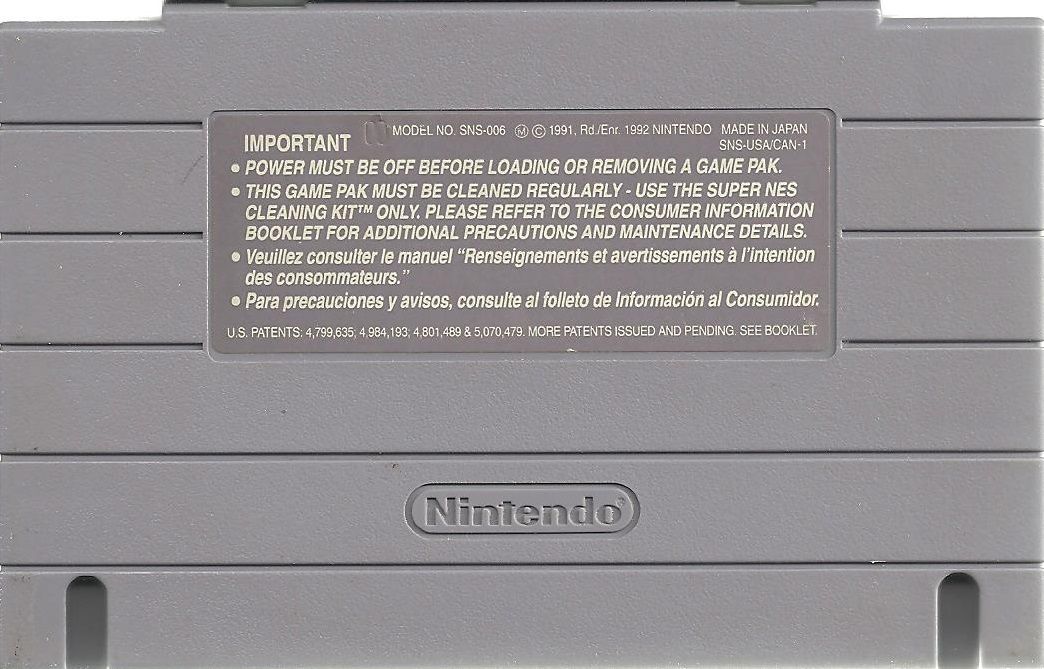 IMPORTANT MODEL NO. SNS-006 Ⓜ © 1991, Rd./Enr. 1992 NINTENDO MADE IN JAPAN
SNS-USA/CAN-1
• POWER MUST BE OFF BEFORE LOADING OR REMOVING A GAME PAK.
• THIS GAME PAK MUST BE CLEANED REGULARLY - USE THE SUPER NES
CLEANING KIT™ ONLY. PLEASE REFER TO THE CONSUMER INFORMATION
BOOKLET FOR ADDITIONAL PRECAUTIONS AND MAINTENANCE DETAILS.
• Veuillez consulter le manuel “Renseignements et avertissements à l’intention
des consommateurs.”
• Para precauciones y avisos, consulte al folleto de Información al Consumidor.
U.S. PATENTS: 4,799,635; 4,984,193; 4,801,489 & 5,070,479. MORE PATENTS ISSUED AND PENDING. SEE BOOKLET.
Nintendo®